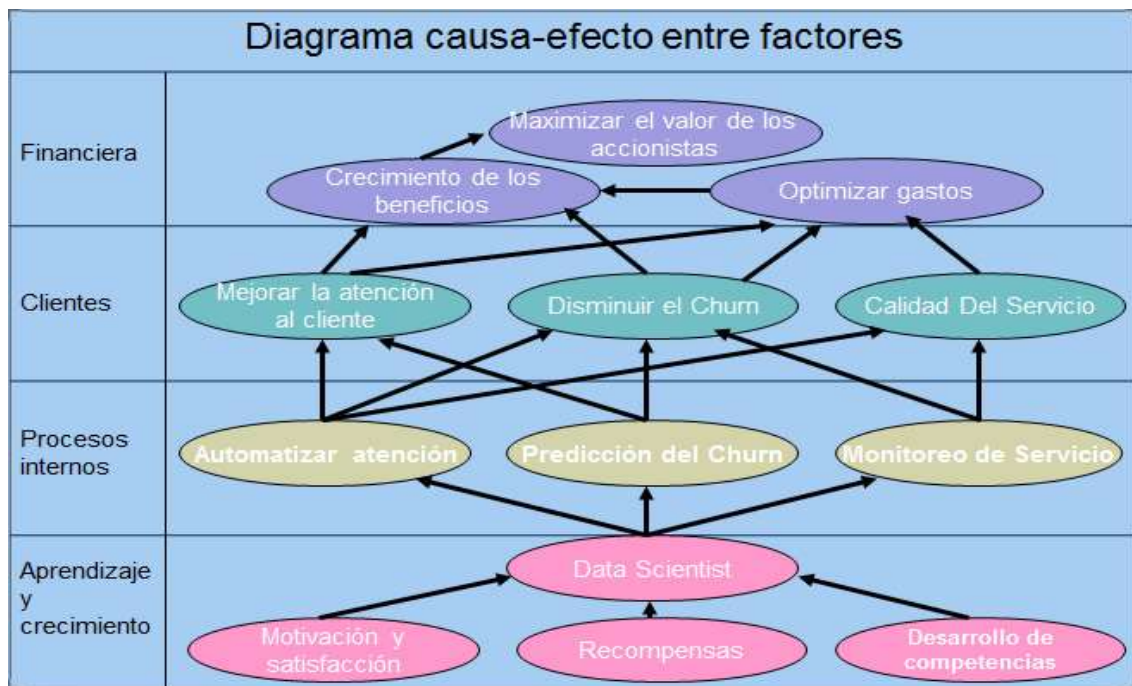 Diagrama causa-efecto entre factores
Financiera
Maximizar el valor de los
accionistas
Crecimiento de los
beneficios
Optimizar gastos
Clientes
Mejorar la atención
al cliente
Disminuir el Churn
Calidad Del Servicio
Procesos
internos
Automatizar atención
Predicción del Churn
Monitoreo de Servicio
Aprendizaje
y
crecimiento
Data Scientist
Motivación y
satisfacción
Recompensas
Desarrollo de
competencias